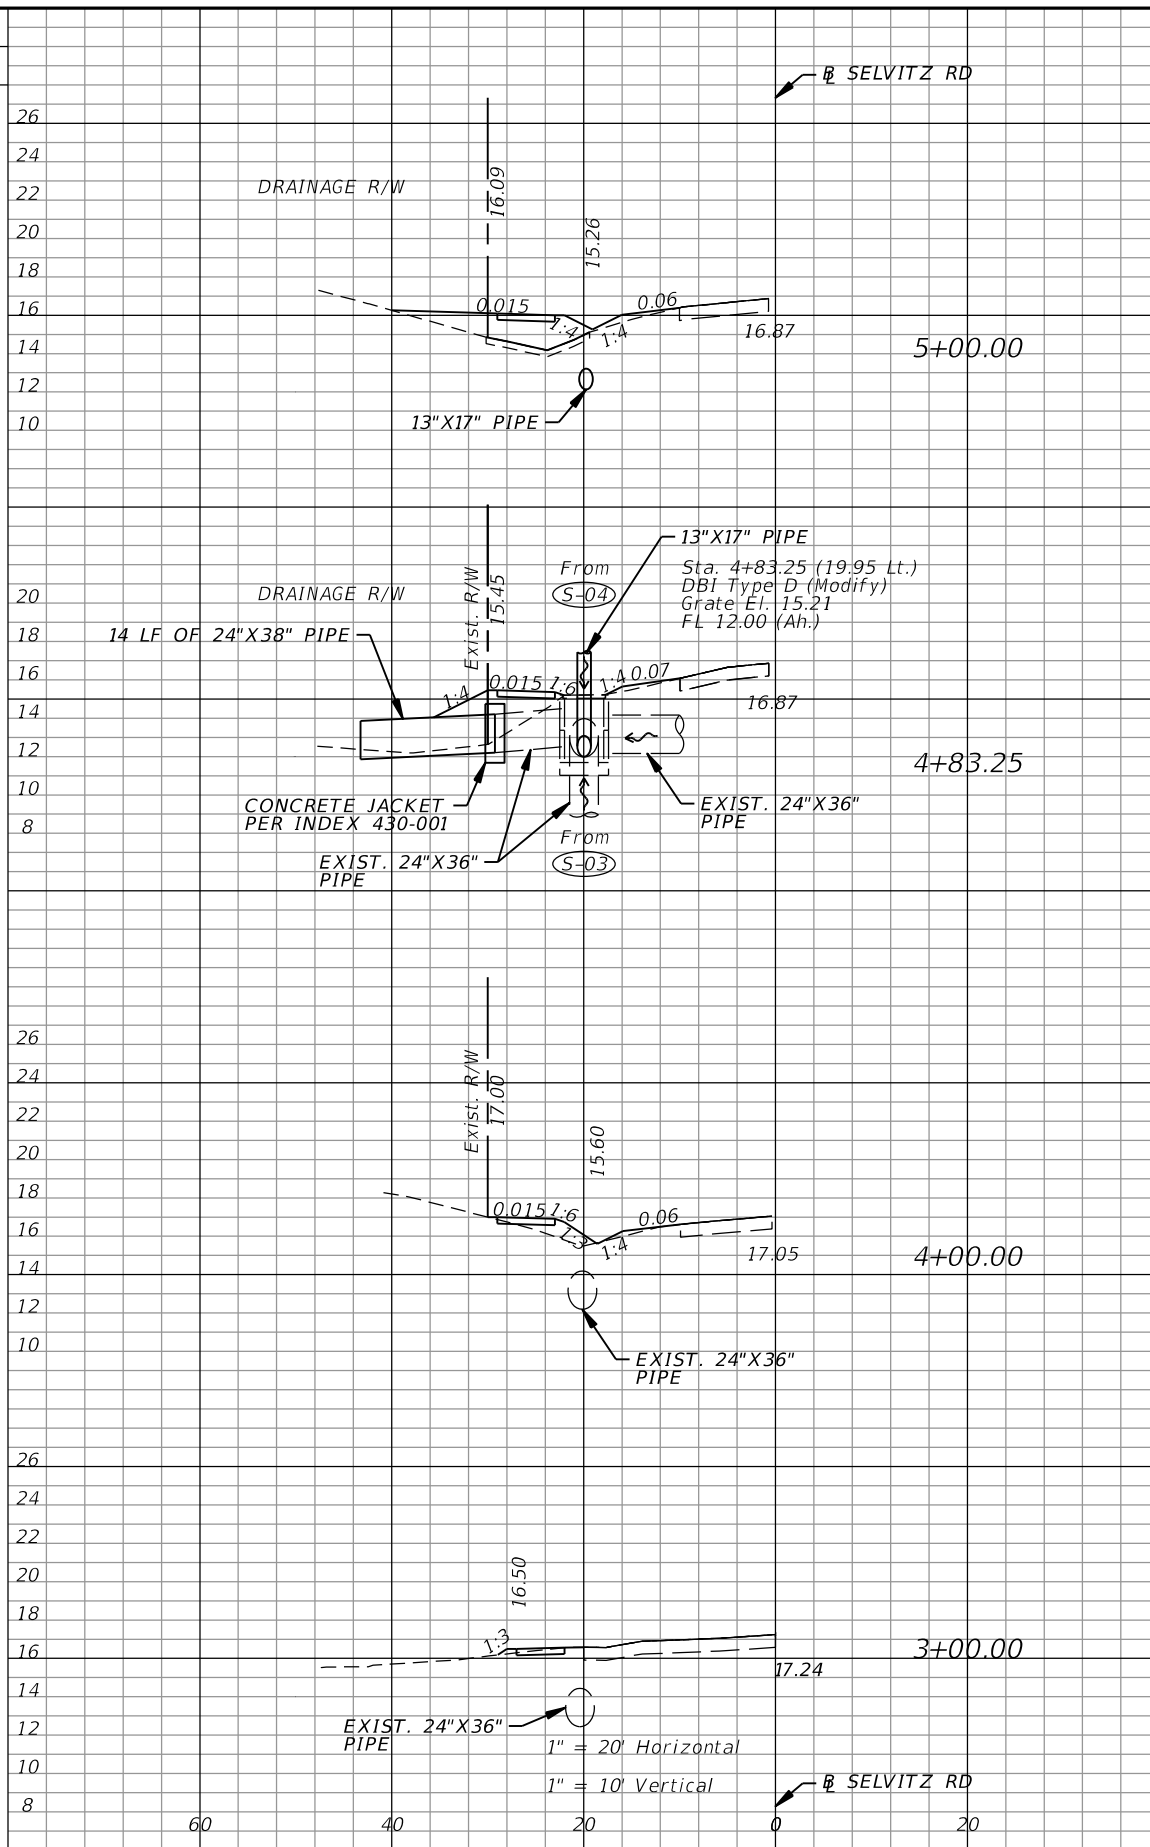 ℄ SELVITZ RD
26
24
22
20
18
16
14
12
10
DRAINAGE R/W
16.09
15.26
0.015
1:4
1:4
0.06
16.87
5+00.00
13"X17" PIPE
13"X17" PIPE
From
S-04
Sta. 4+83.25 (19.95 Lt.)
DBI Type D (Modify)
Grate El. 15.21
FL 12.00 (Ah.)
DRAINAGE R/W
Exist. R/W
15.45
14 LF OF 24"X38" PIPE
20
18
16
14
12
10
8
1:4
0.015
1:6
1:4
0.07
16.87
4+83.25
CONCRETE JACKET
PER INDEX 430-001
EXIST. 24"X36"
PIPE
EXIST. 24"X36"
PIPE
From
S-03
26
24
22
20
18
16
14
12
10
Exist. R/W
17.00
15.60
0.015
1:6
1:3
1:4
0.06
17.05
4+00.00
EXIST. 24"X36"
PIPE
26
24
22
20
18
16
14
12
10
8
16.50
1:3
3+00.00
17.24
EXIST. 24"X36"
PIPE
1" = 20' Horizontal
1" = 10' Vertical
℄ SELVITZ RD
60
40
20
0
20